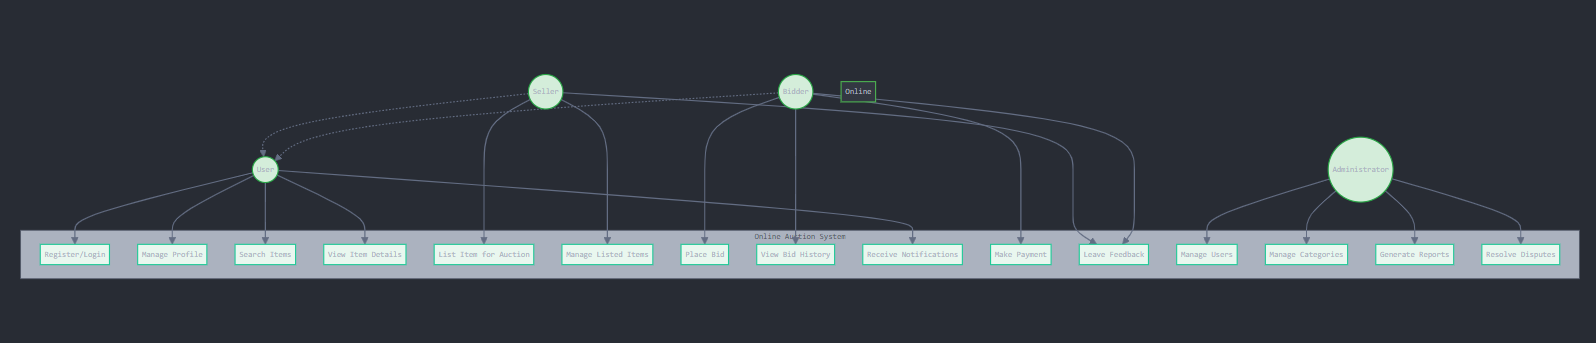 Seller
Bidder
Online
User
Administrator
Online Auction System
Register/Login
Manage Profile
Search Items
View Item Details
List Item for Auction
Manage Listed Items
Place Bid
View Bid History
Receive Notifications
Make Payment
Leave Feedback
Manage Users
Manage Categories
Generate Reports
Resolve Disputes